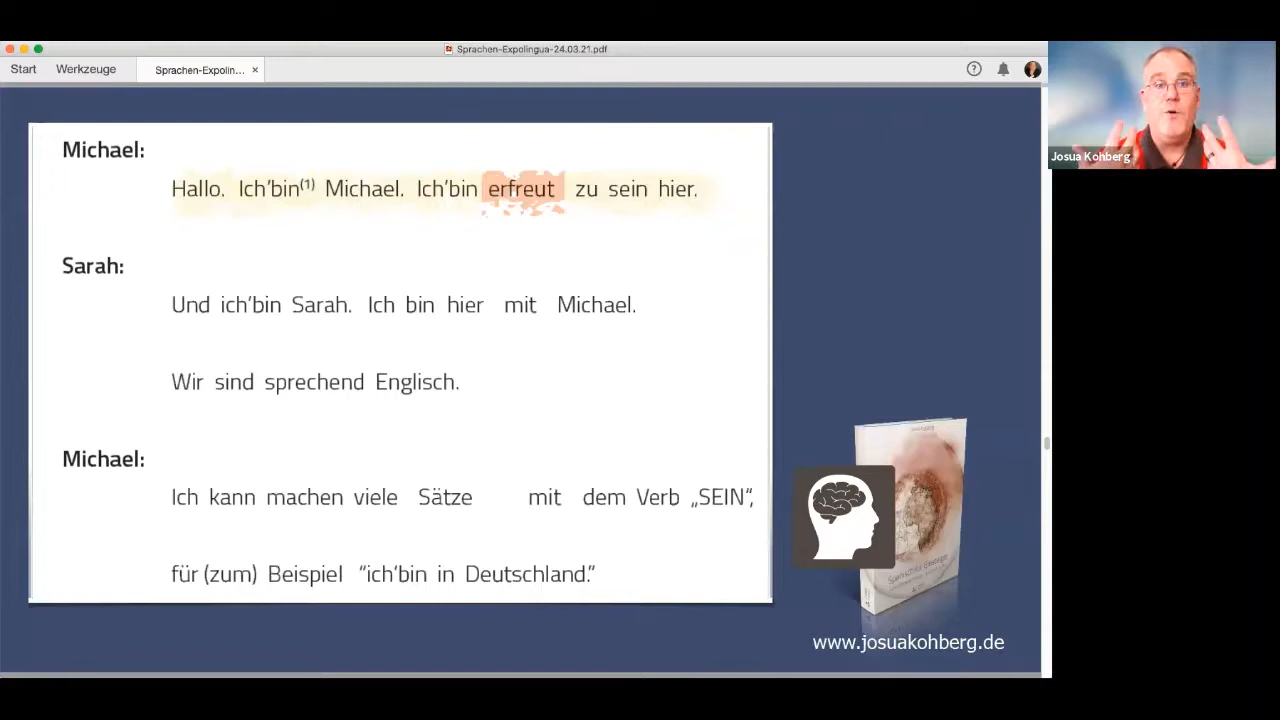 Sprachen-Expolingua-24.03.21.pdf
Start Werkzeuge Sprachen-Expolin... ×
Josua Kohberg
Michael:
Hallo. Ich’bin(1) Michael. Ich’bin erfreut zu sein hier.
Sarah:
Und ich’bin Sarah. Ich bin hier mit Michael.
Wir sind sprechend Englisch.
Michael:
Ich kann machen viele Sätze mit dem Verb „SEIN“,
für (zum) Beispiel “ich’bin in Deutschland.”
www.josuakohberg.de